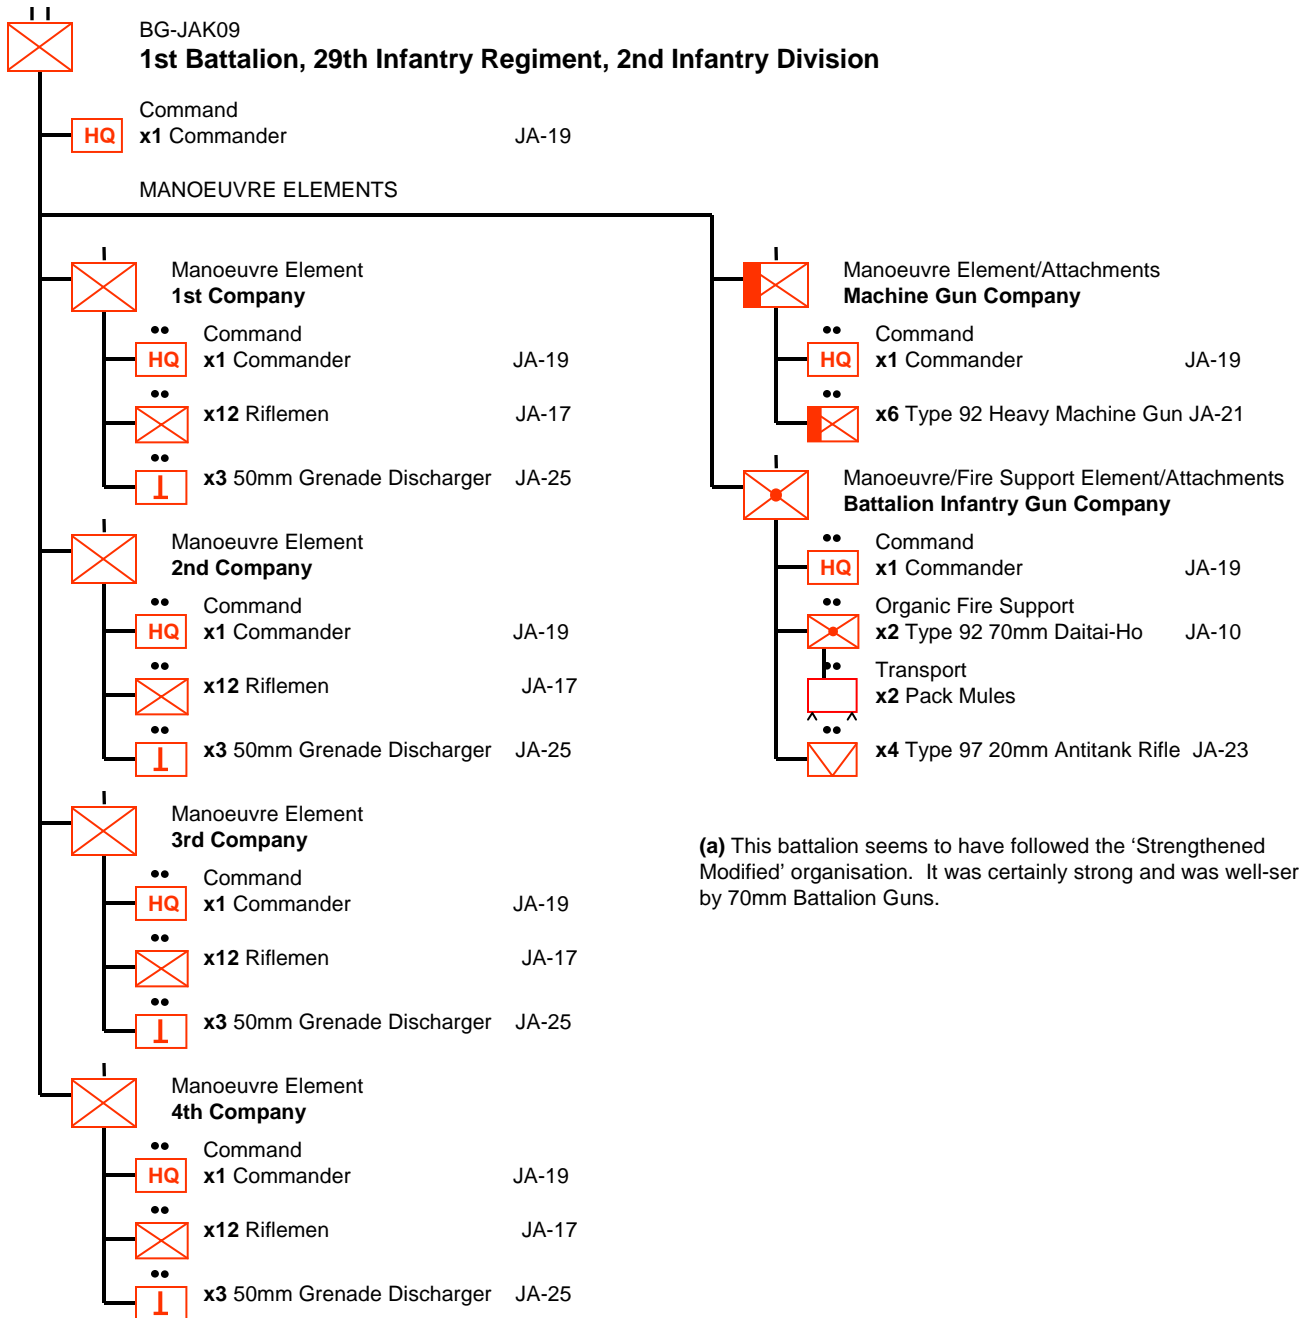 BG-JAK09
1st Battalion, 29th Infantry Regiment, 2nd Infantry Division
Command
HQ x1 Commander JA-19
MANOEUVRE ELEMENTS
Manoeuvre Element
1st Company
Command
HQ x1 Commander JA-19
x12 Riflemen JA-17
x3 50mm Grenade Discharger JA-25
Manoeuvre Element
2nd Company
Command
HQ x1 Commander JA-19
x12 Riflemen JA-17
x3 50mm Grenade Discharger JA-25
Manoeuvre Element
3rd Company
Command
HQ x1 Commander JA-19
x12 Riflemen JA-17
x3 50mm Grenade Discharger JA-25
Manoeuvre Element
4th Company
Command
HQ x1 Commander JA-19
x12 Riflemen JA-17
x3 50mm Grenade Discharger JA-25
Manoeuvre Element/Attachments
Machine Gun Company
Command
HQ x1 Commander JA-19
x6 Type 92 Heavy Machine Gun JA-21
Manoeuvre/Fire Support Element/Attachments
Battalion Infantry Gun Company
Command
HQ x1 Commander JA-19
Organic Fire Support
x2 Type 92 70mm Daitai-Ho JA-10
Transport
x2 Pack Mules
x4 Type 97 20mm Antitank Rifle JA-23
(a) This battalion seems to have followed the ‘Strengthened
Modified’ organisation. It was certainly strong and was well-ser
by 70mm Battalion Guns.